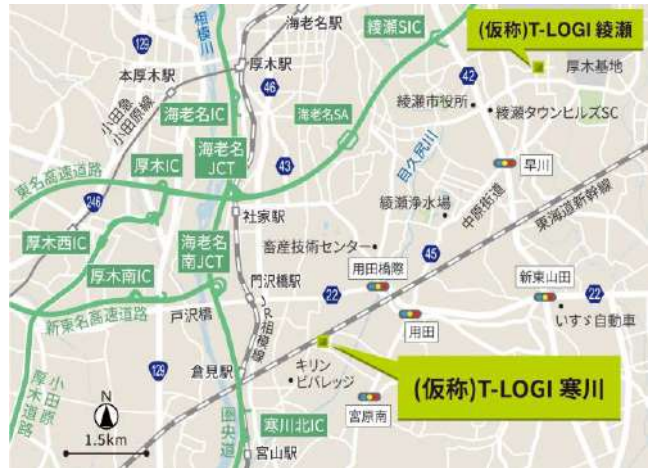 海老名駅
相模川
129
綾瀬SIC
(仮称)T-LOGI 綾瀬
厚木駅
本厚木駅
46
42
厚木基地
小田急
小田原線
海老名IC
海老名SA
綾瀬市役所
綾瀬タウンヒルズSC
海老名
JCT
目久尻川
厚木IC
43
早川
東名高速道路
中原街道
東海道新幹線
246
社家駅
綾瀬浄水場
厚木西IC
海老名
南JCT
畜産技術センター
45
厚木南IC
門沢橋駅
用田橋際
新東山田
22
22
新東名高速道路
戸沢橋
JR相模線
用田
いすゞ自動車
小田原
厚木道路
129
倉見駅
キリン
ビバレッジ
(仮称)T-LOGI 寒川
N
1.5km
圏央道
寒川北IC
宮原南
宮山駅